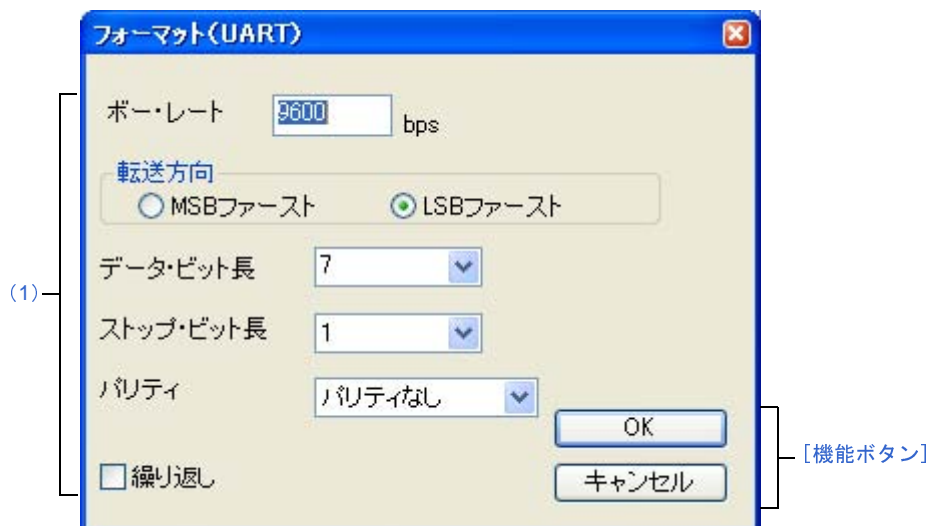 フォーマット(UART)
ボー・レート 9600 bps
転送方向
MSBファースト LSBファースト
データ・ビット長 7
(1)
ストップ・ビット長 1
パリティ パリティなし
OK
[機能ボタン]
繰り返し キャンセル